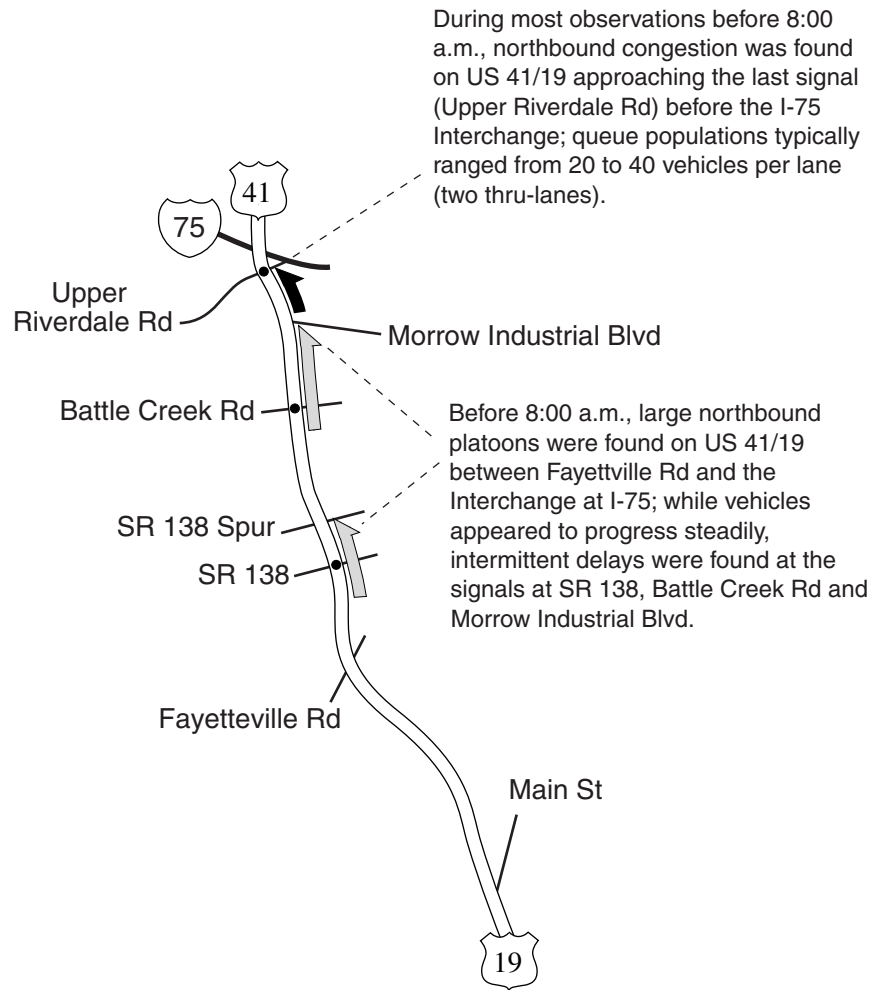 During most observations before 8:00
a.m., northbound congestion was found
on US 41/19 approaching the last signal
(Upper Riverdale Rd) before the I-75
Interchange; queue populations typically
ranged from 20 to 40 vehicles per lane
(two thru-lanes).
41
75
Upper
Riverdale Rd
Morrow Industrial Blvd
Battle Creek Rd
Before 8:00 a.m., large northbound
platoons were found on US 41/19
between Fayettville Rd and the
Interchange at I-75; while vehicles
appeared to progress steadily,
intermittent delays were found at the
signals at SR 138, Battle Creek Rd and
Morrow Industrial Blvd.
SR 138 Spur
SR 138
Fayetteville Rd
Main St
19